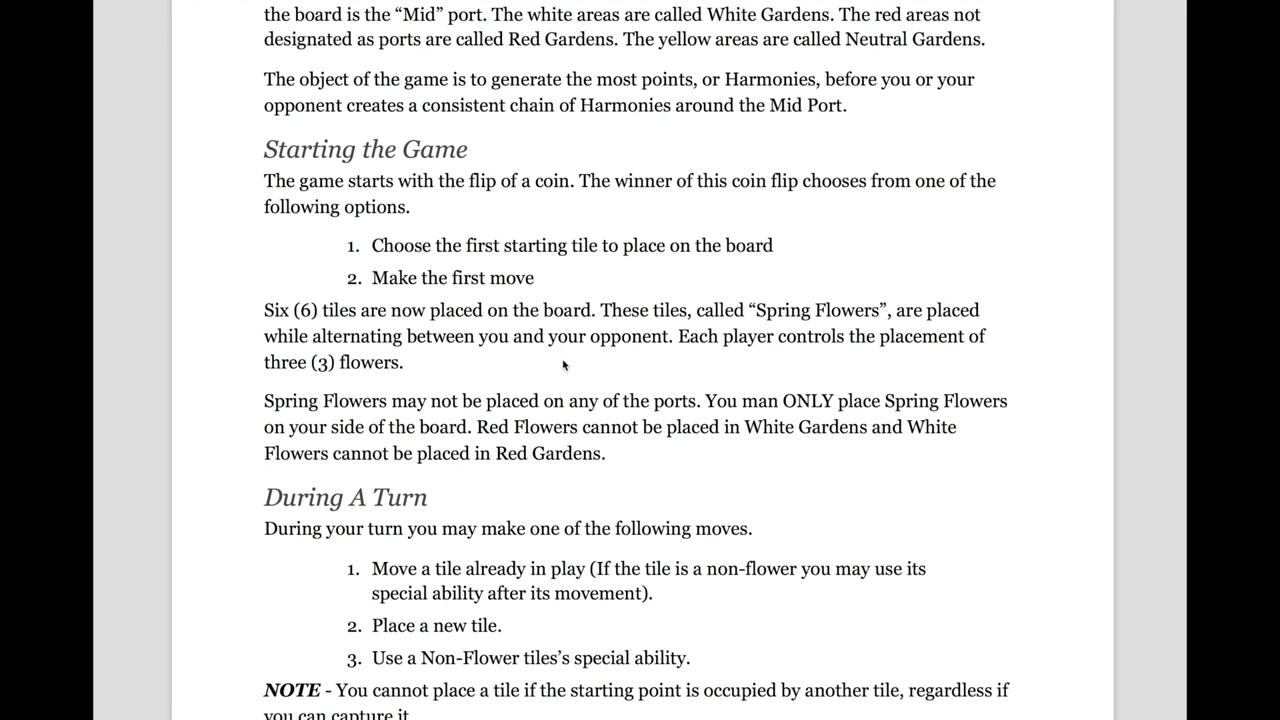 the board is the “Mid” port. The white areas are called White Gardens. The red areas not
designated as ports are called Red Gardens. The yellow areas are called Neutral Gardens.
The object of the game is to generate the most points, or Harmonies, before you or your
opponent creates a consistent chain of Harmonies around the Mid Port.
Starting the Game
The game starts with the flip of a coin. The winner of this coin flip chooses from one of the
following options.
1. Choose the first starting tile to place on the board
2. Make the first move
Six (6) tiles are now placed on the board. These tiles, called “Spring Flowers”, are placed
while alternating between you and your opponent. Each player controls the placement of
three (3) flowers.
Spring Flowers may not be placed on any of the ports. You man ONLY place Spring Flowers
on your side of the board. Red Flowers cannot be placed in White Gardens and White
Flowers cannot be placed in Red Gardens.
During A Turn
During your turn you may make one of the following moves.
1. Move a tile already in play (If the tile is a non-flower you may use its
special ability after its movement).
2. Place a new tile.
3. Use a Non-Flower tiles’s special ability.
NOTE - You cannot place a tile if the starting point is occupied by another tile, regardless if
you can capture it